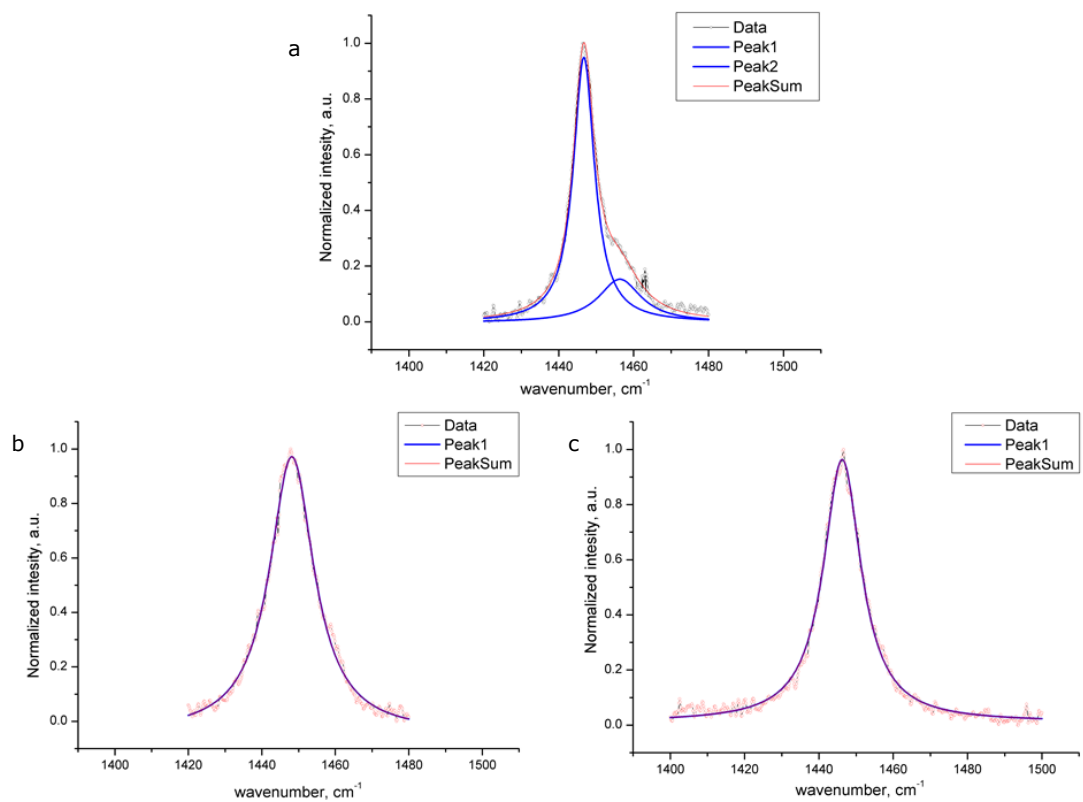 a
Data
Peak1
Peak2
PeakSum
Normalized intesity, a.u.
1.0
0.8
0.6
0.4
0.2
0.0
1400 1420 1440 1460 1480 1500
wavenumber, cm-1
b
Data
Peak1
PeakSum
Normalized intesity, a.u.
1.0
0.8
0.6
0.4
0.2
0.0
1400 1420 1440 1460 1480 1500
wavenumber, cm-1
c
Data
Peak1
PeakSum
Normalized intesity, a.u.
1.0
0.8
0.6
0.4
0.2
0.0
1400 1420 1440 1460 1480 1500
wavenumber, cm-1